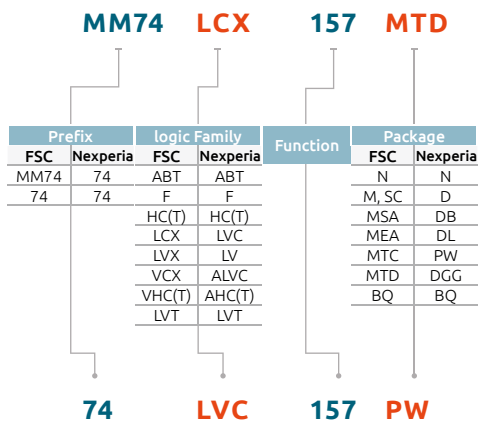 MM74 LCX 157 MTD
Prefix logic Family Function Package
FSC Nexperia FSC Nexperia FSC Nexperia
MM74 74 ABT ABT N N
74 74 F F M, SC D
HC(T) HC(T) MSA DB
LCX LVC MEA DL
LVX LV MTC PW
VCX ALVC MTD DGG
VHC(T) AHC(T) BQ BQ
LVT LVT
74 LVC 157 PW